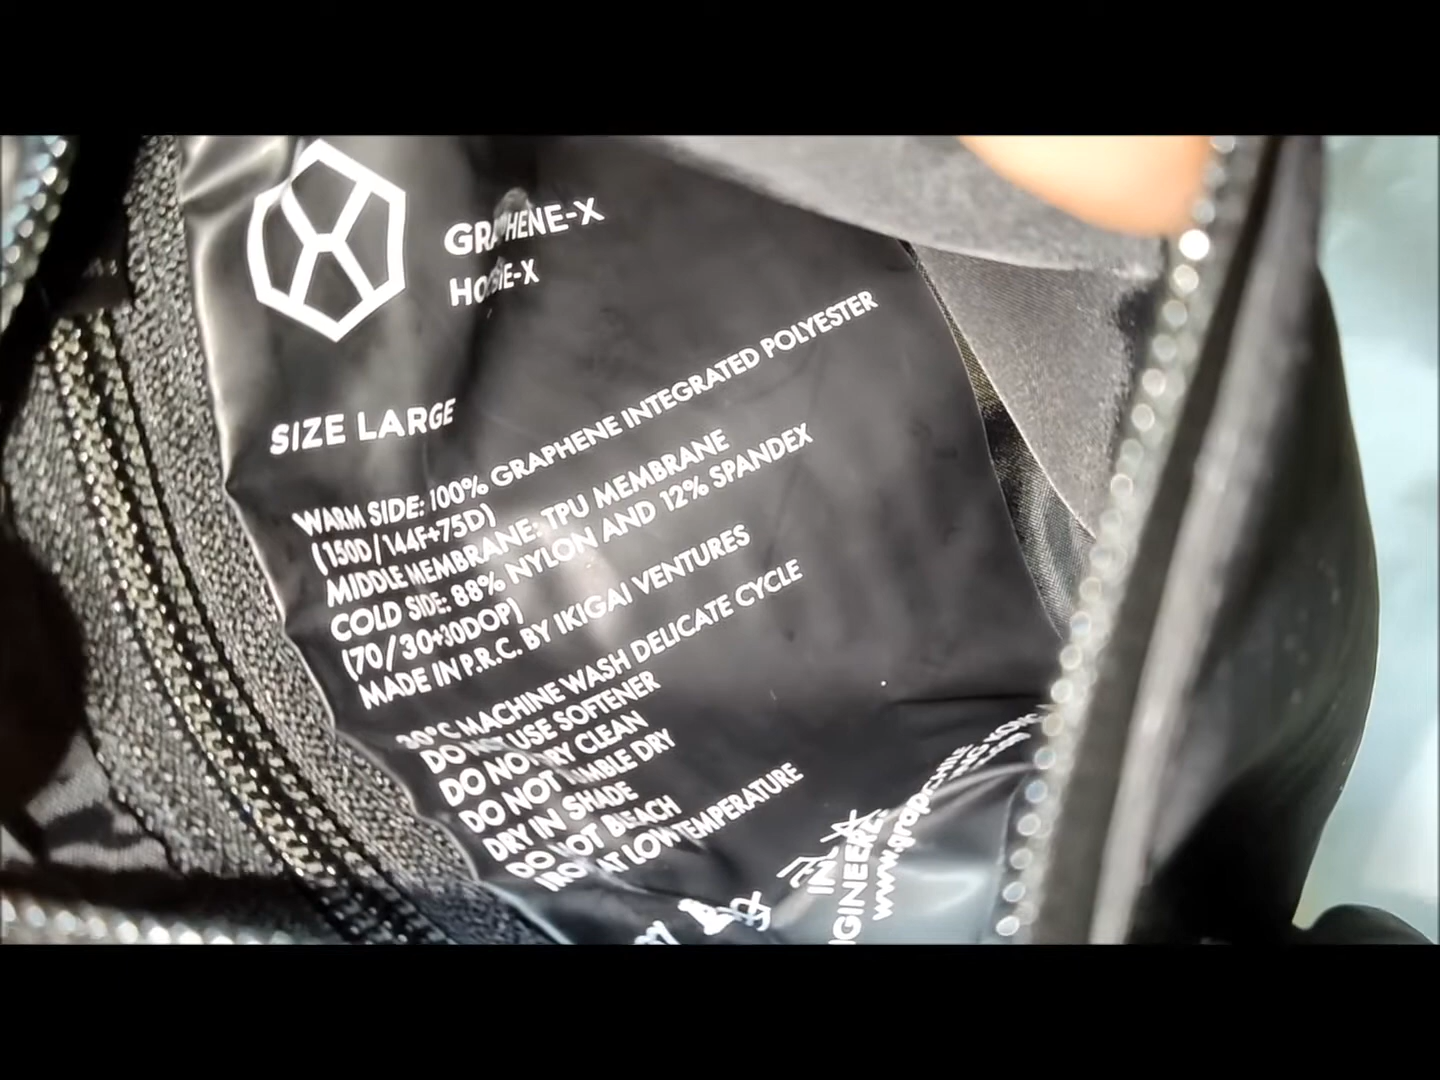 GRAPHENE-X
HOODIE-X
SIZE LARGE
WARM SIDE: 100% GRAPHENE INTEGRATED POLYESTER
(150D/144F+75D)
MIDDLE MEMBRANE: TPU MEMBRANE
COLD SIDE: 88% NYLON AND 12% SPANDEX
(70/30+30DOP)
MADE IN P.R.C. BY IKIGAI VENTURES
30°C MACHINE WASH DELICATE CYCLE
DO NOT USE SOFTENER
DO NOT DRY CLEAN
DO NOT TUMBLE DRY
DRY IN SHADE
DO NOT BLEACH
IRON AT LOW TEMPERATURE